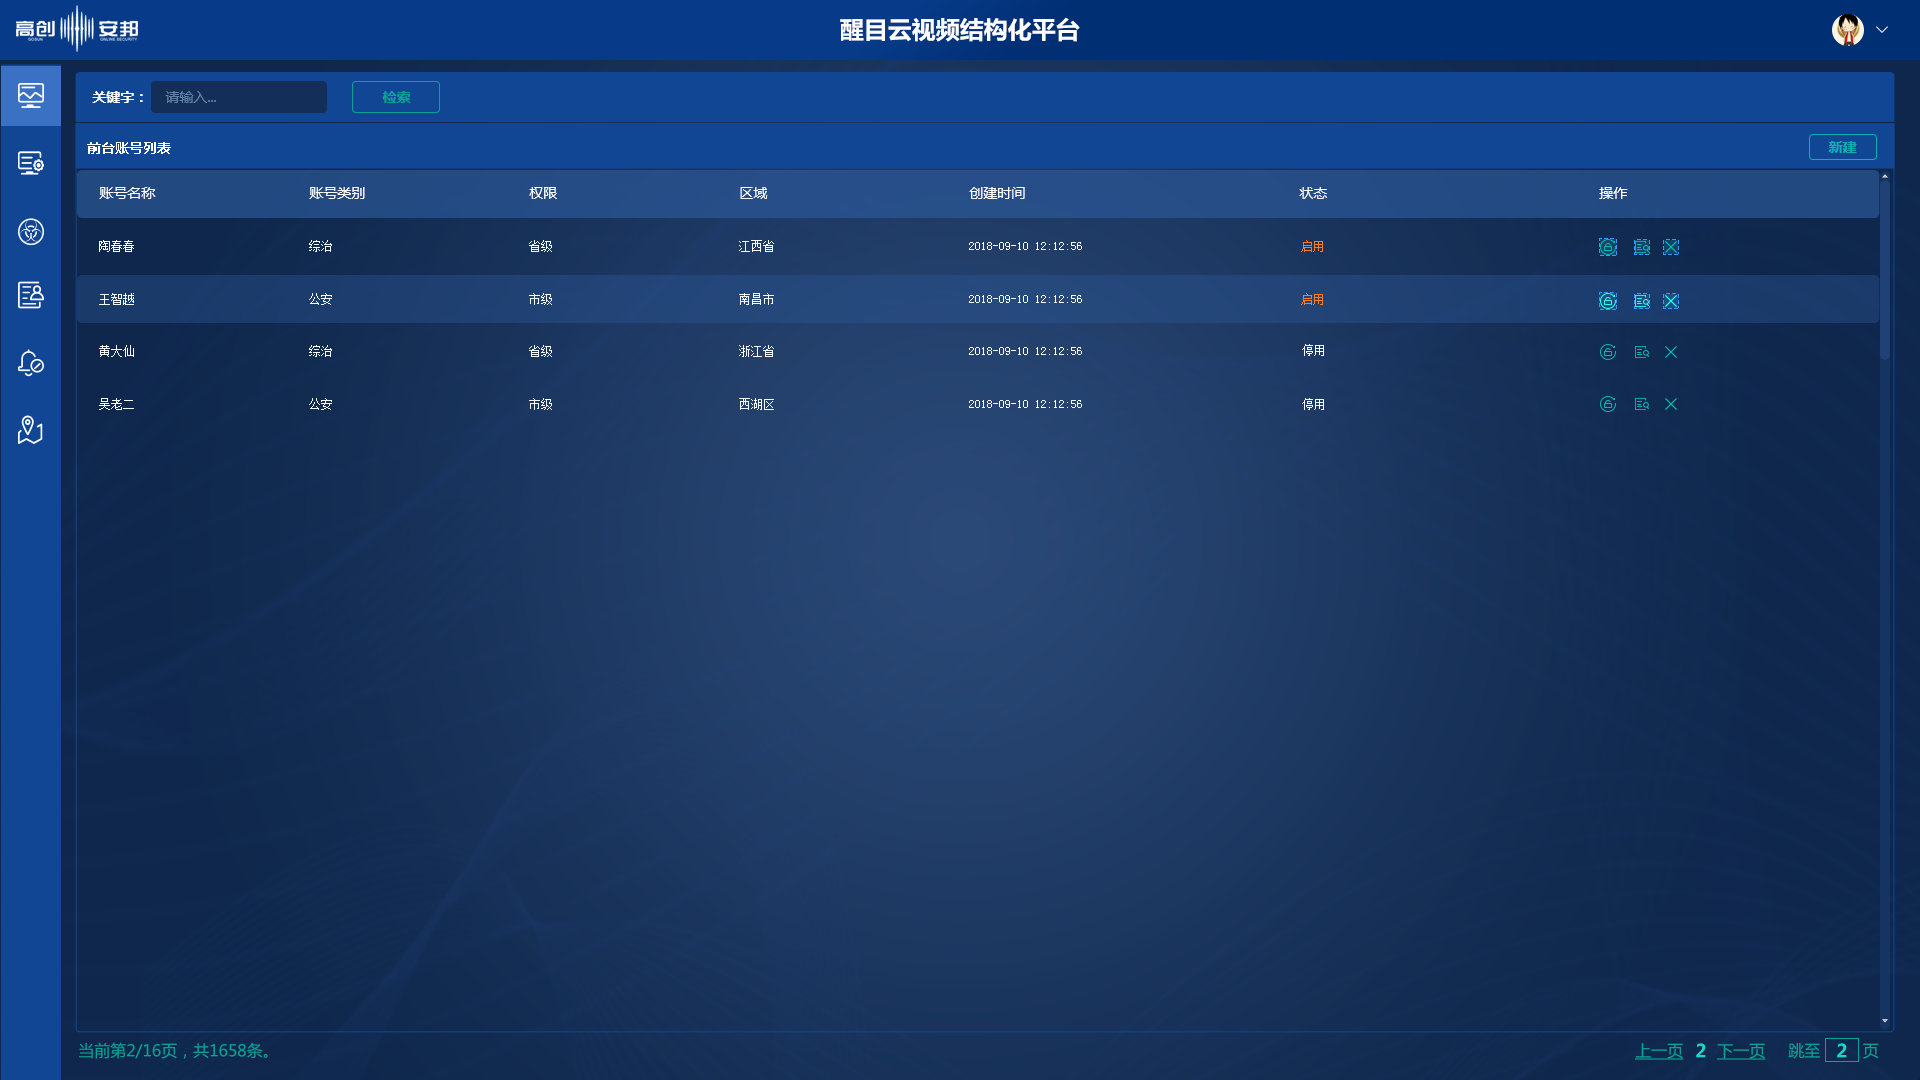 高创 安邦
GOSUN ONLINE SECURITY
醒目云视频结构化平台
关键字： 请输入... 检索
前台账号列表 新建
账号名称 账号类别 权限 区域 创建时间 状态 操作
陶春春 综治 省级 江西省 2018-09-10 12:12:56 启用
王智越 公安 市级 南昌市 2018-09-10 12:12:56 启用
黄大仙 综治 省级 浙江省 2018-09-10 12:12:56 停用
吴老二 公安 市级 西湖区 2018-09-10 12:12:56 停用
当前第2/16页，共1658条。 上一页 2 下一页 跳至 2 页